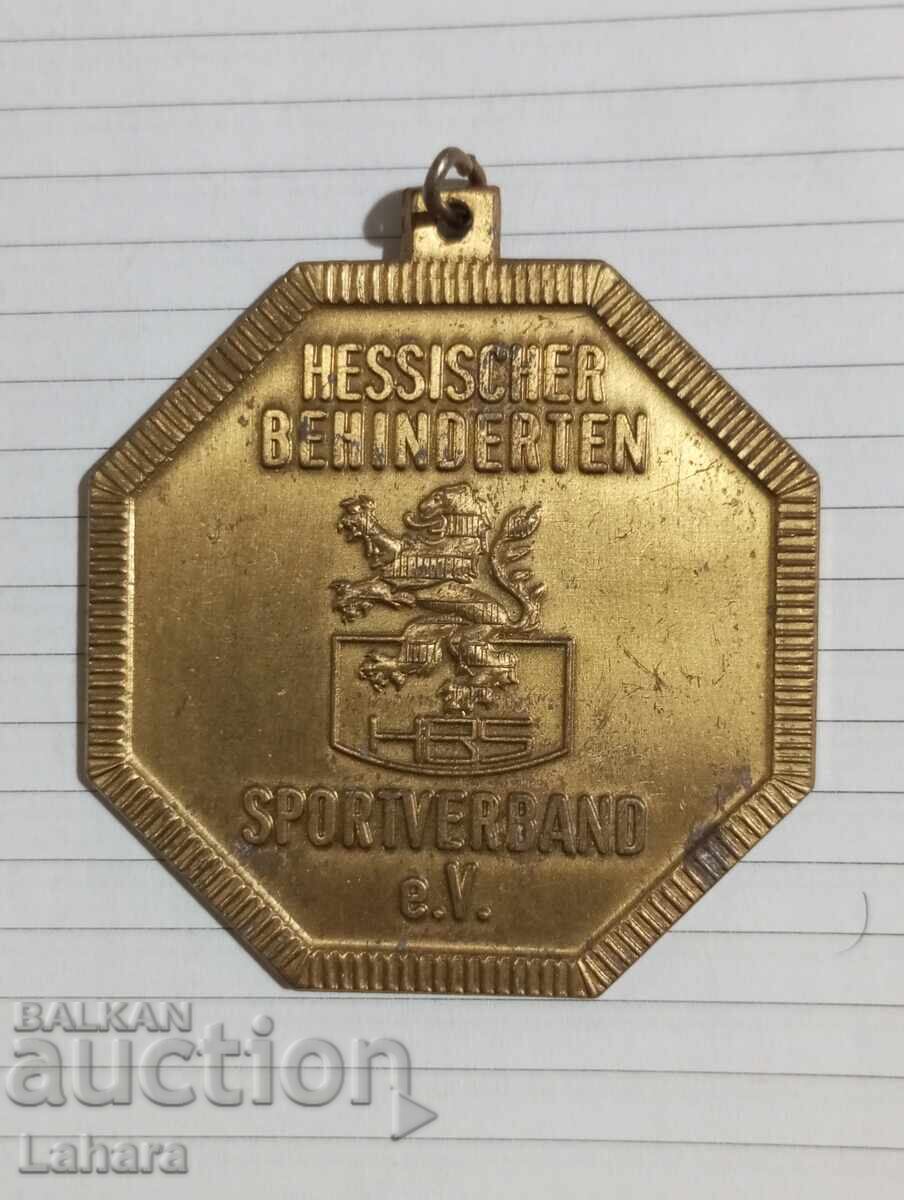 HESSISCHER
BEHINDERTEN
HBS
SPORTVERBAND
e.V.
BALKAN
auction
Lahara